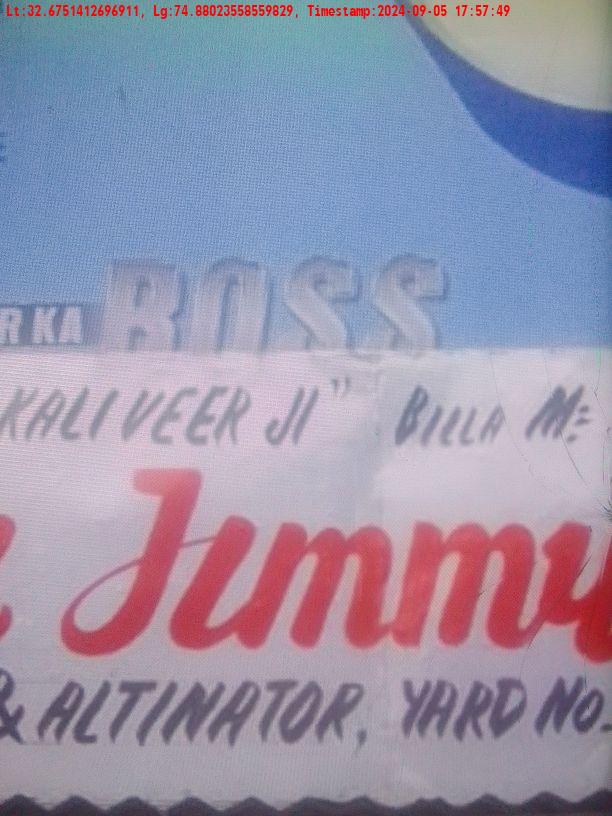 Lt:32.6751412696911, Lg:74.88023558559829, Timestamp:2024-09-05 17:57:49
R KA BOSS
KALI VEER JI" BILLA M=
Jimmy
& ALTINATOR, YARD NO.